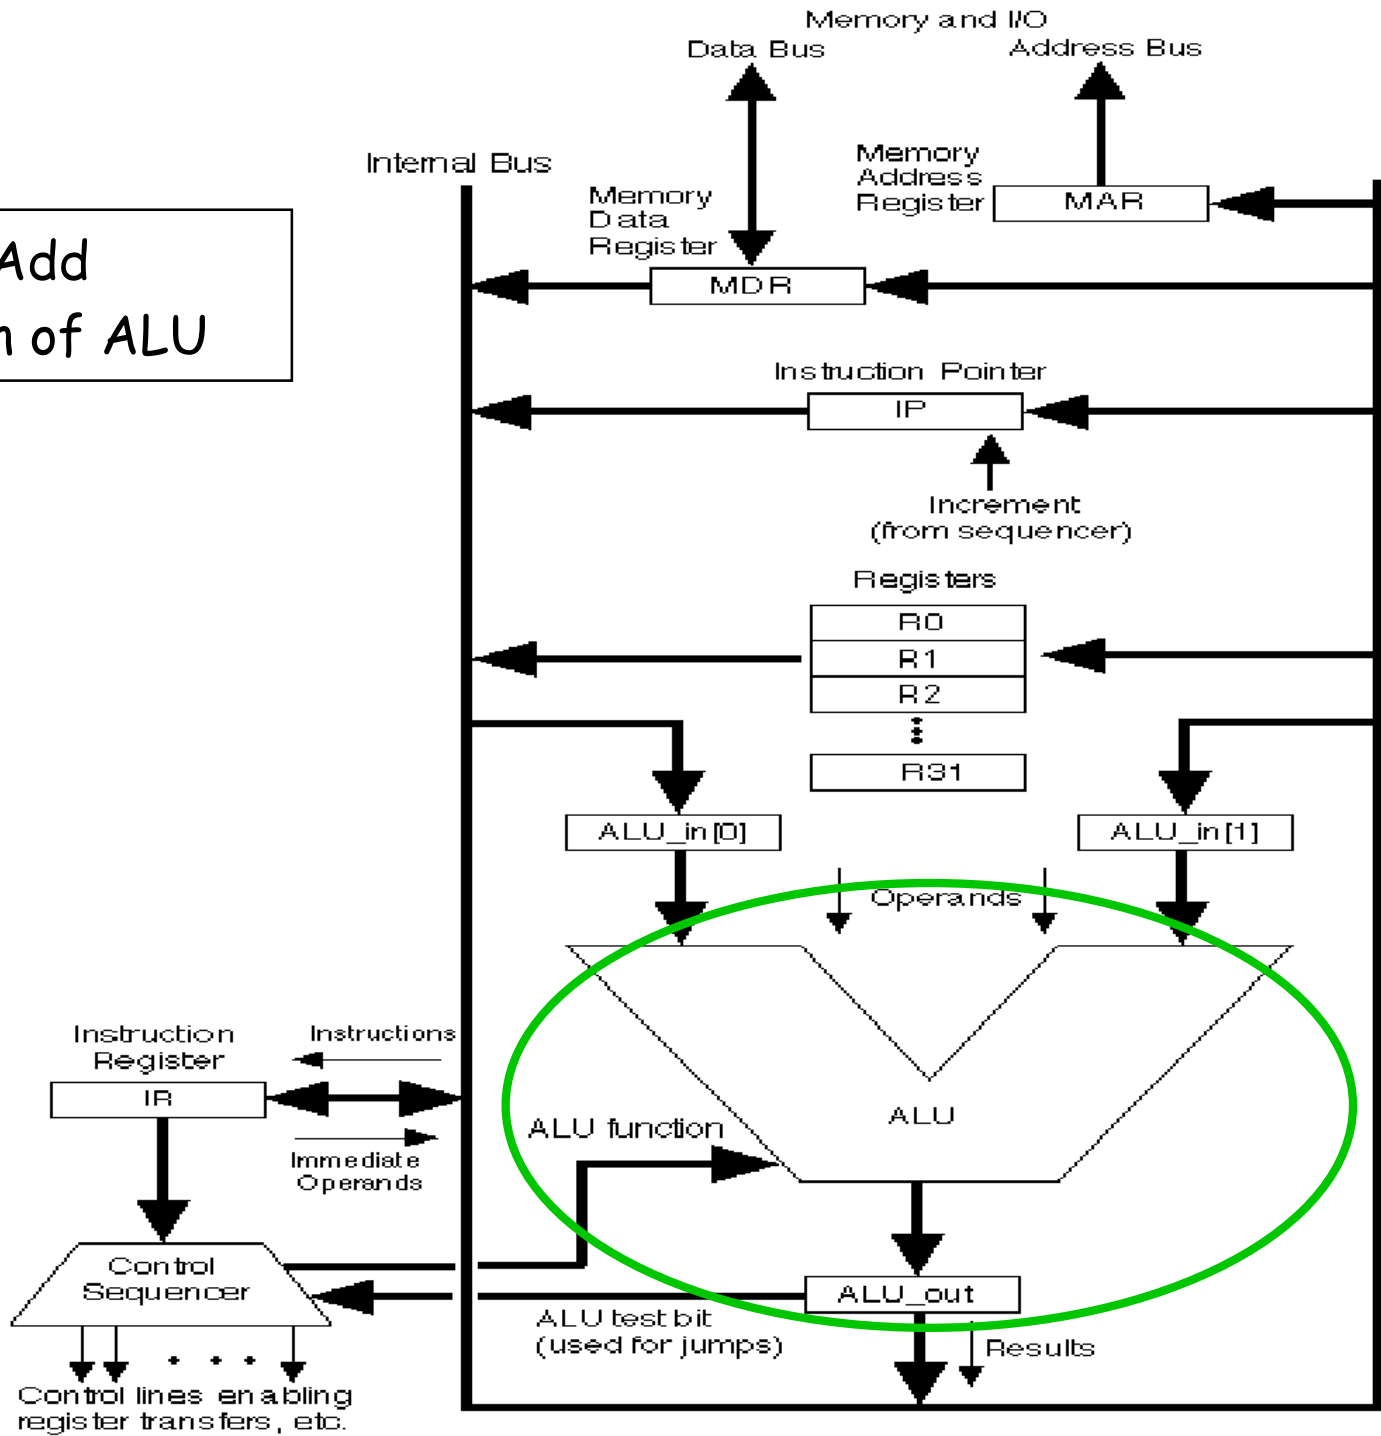 Memory and I/O
Data Bus
Address Bus
Internal Bus
Memory
Address
Register
MAR
Memory
Data
Register
MDR
Add
of ALU
Instruction Pointer
IP
Increment
(from sequencer)
Registers
R0
R1
R2
R31
ALU_in[0]
ALU_in[1]
Operands
Instruction
Register
Instructions
IR
Immediate
Operands
ALU function
ALU
Control
Sequencer
ALU_out
ALU test bit
(used for jumps)
Results
Control lines enabling
register transfers, etc.